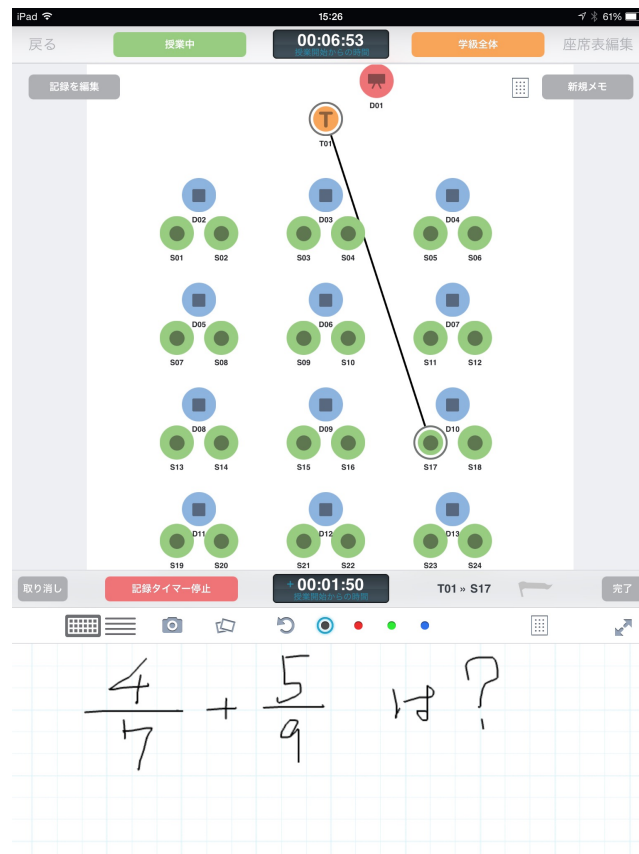 iPad 15:26 61%
戻る 授業中 00:06:53 学級全体 座席表編集
授業開始からの時間
記録を編集 新規メモ
D01
T
T01
D02 D03 D04
S01 S02 S03 S04 S05 S06
D05 D06 D07
S07 S08 S09 S10 S11 S12
D08 D09 D10
S13 S14 S15 S16 S17 S18
D11 D12 D13
S19 S20 S21 S22 S23 S24
取り消し 記録タイマー停止 +00:01:50 T01 » S17 完了
授業開始からの時間
4/7 + 5/9 は?